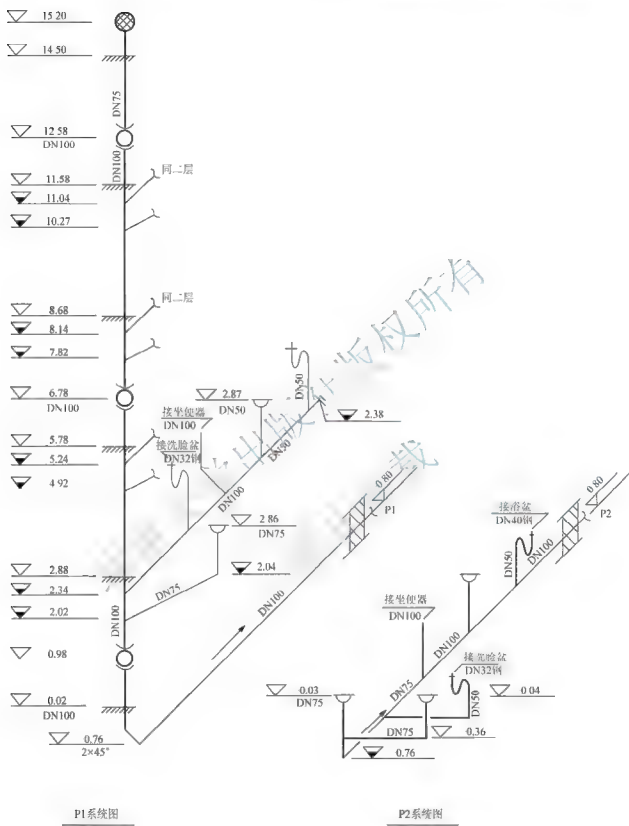 15.20
14.50
DN75
12.58
DN100
DN100
同二层
11.58
11.04
10.27
同二层
8.68
8.14
7.82
6.78
DN100
2.87
DN50
DN50
2.38
接坐便器
DN100
DN50
接洗脸盆
DN32钢
5.78
5.24
4.92
DN100
0.80
P1
2.86
DN75
2.04
DN75
2.88
2.34
2.02
DN100
DN100
0.98
0.02
DN100
0.76
2×45°
接浴盆
DN40钢
0.80
P2
DN50
DN100
接坐便器
DN100
DN100
接洗脸盆
DN32钢
DN75
0.03
DN75
DN50
0.04
DN75
0.36
0.76
P1系统图
P2系统图
版权所有